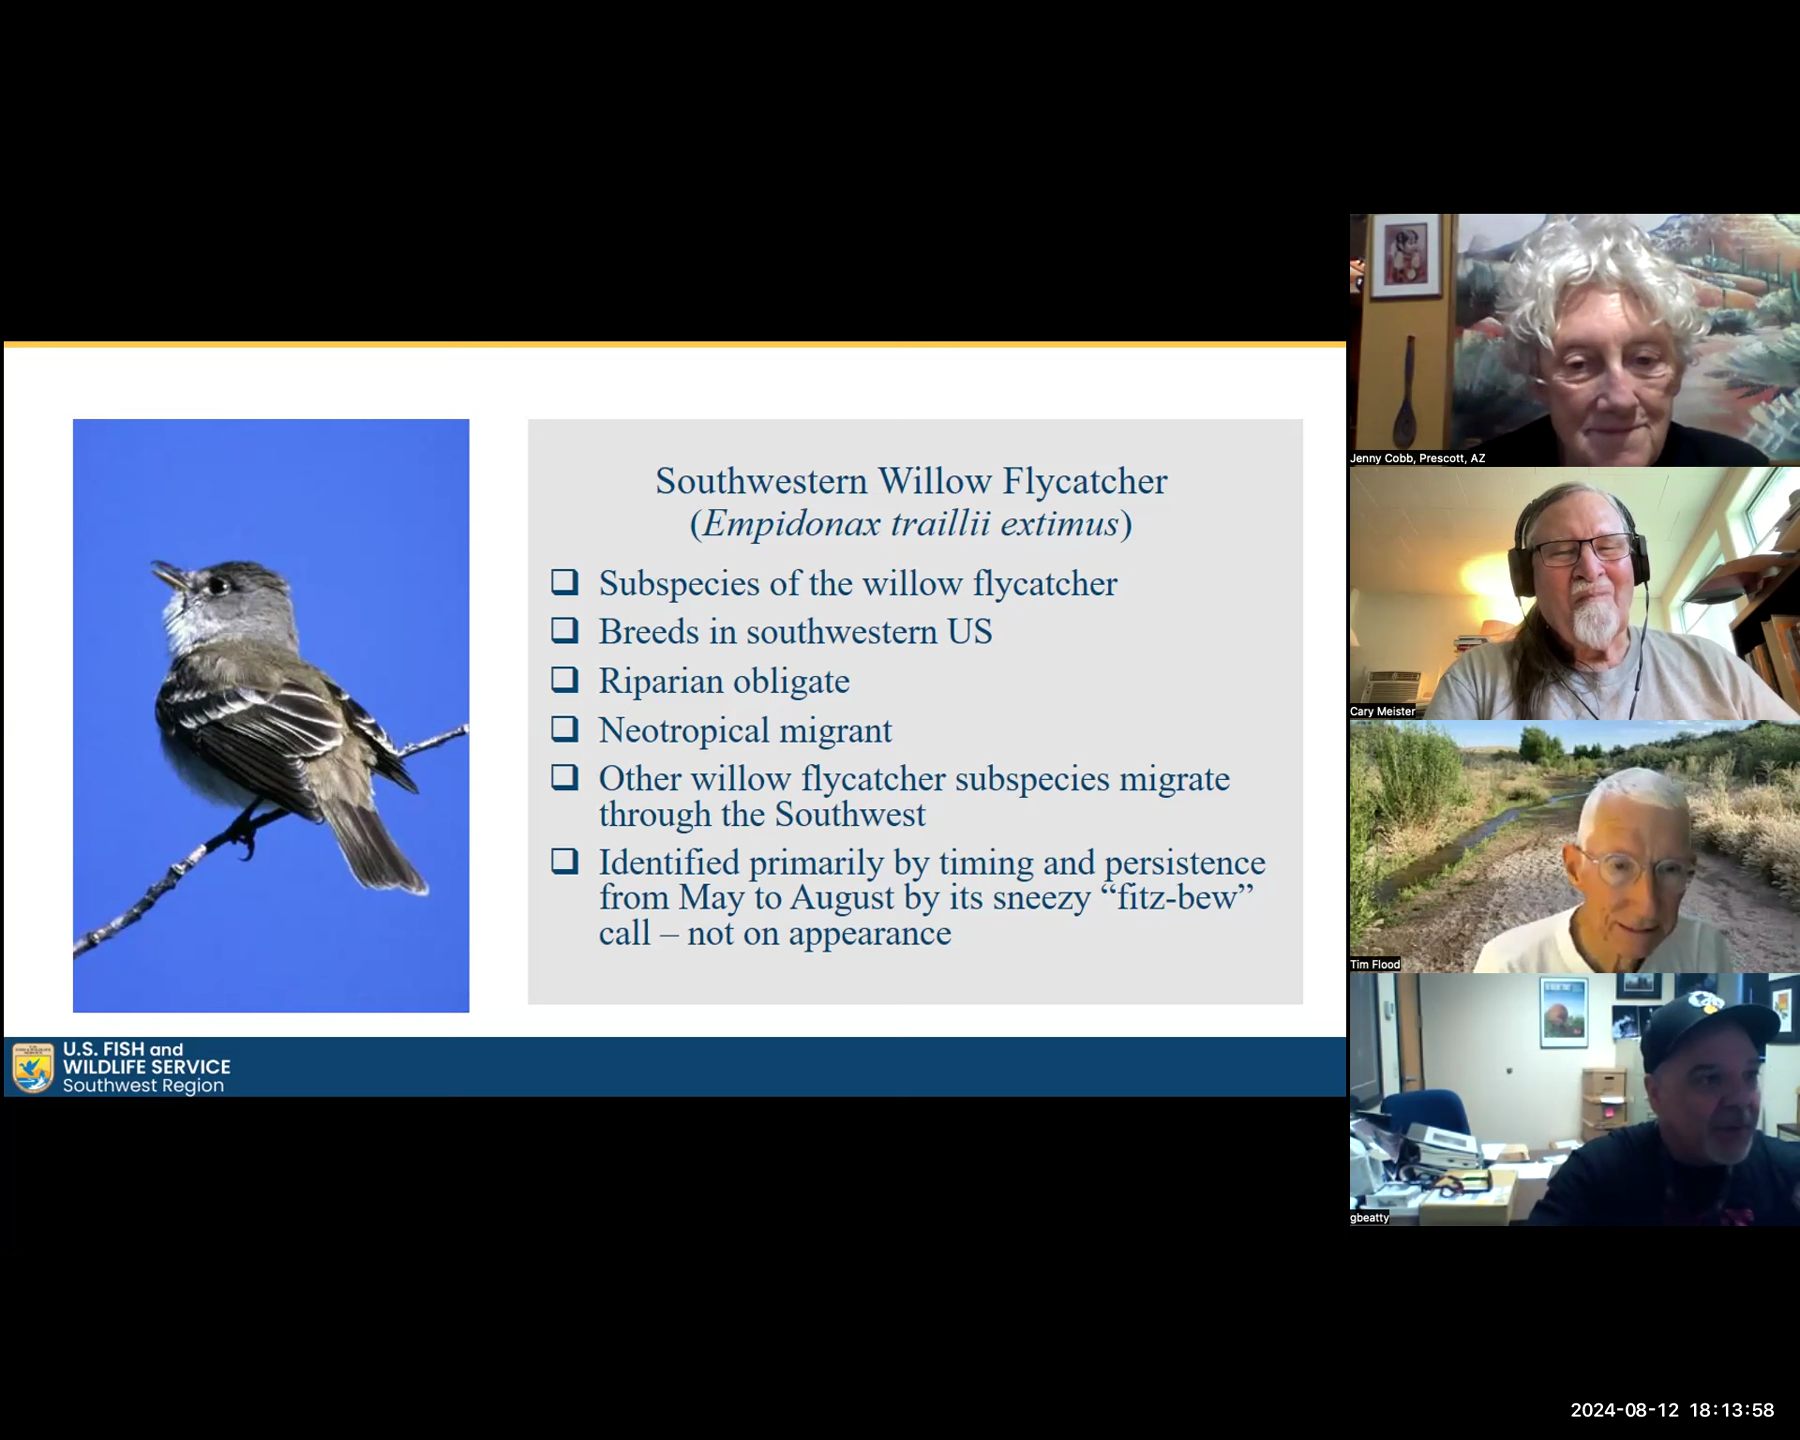 Southwestern Willow Flycatcher
(Empidonax traillii extimus)
Subspecies of the willow flycatcher
Breeds in southwestern US
Riparian obligate
Neotropical migrant
Other willow flycatcher subspecies migrate
through the Southwest
Identified primarily by timing and persistence
from May to August by its sneezy “fitz-bew”
call – not on appearance
U.S. FISH and
WILDLIFE SERVICE
Southwest Region
Jenny Cobb, Prescott, AZ
Cary Meister
Tim Flood
gbeatty
2024-08-12 18:13:58